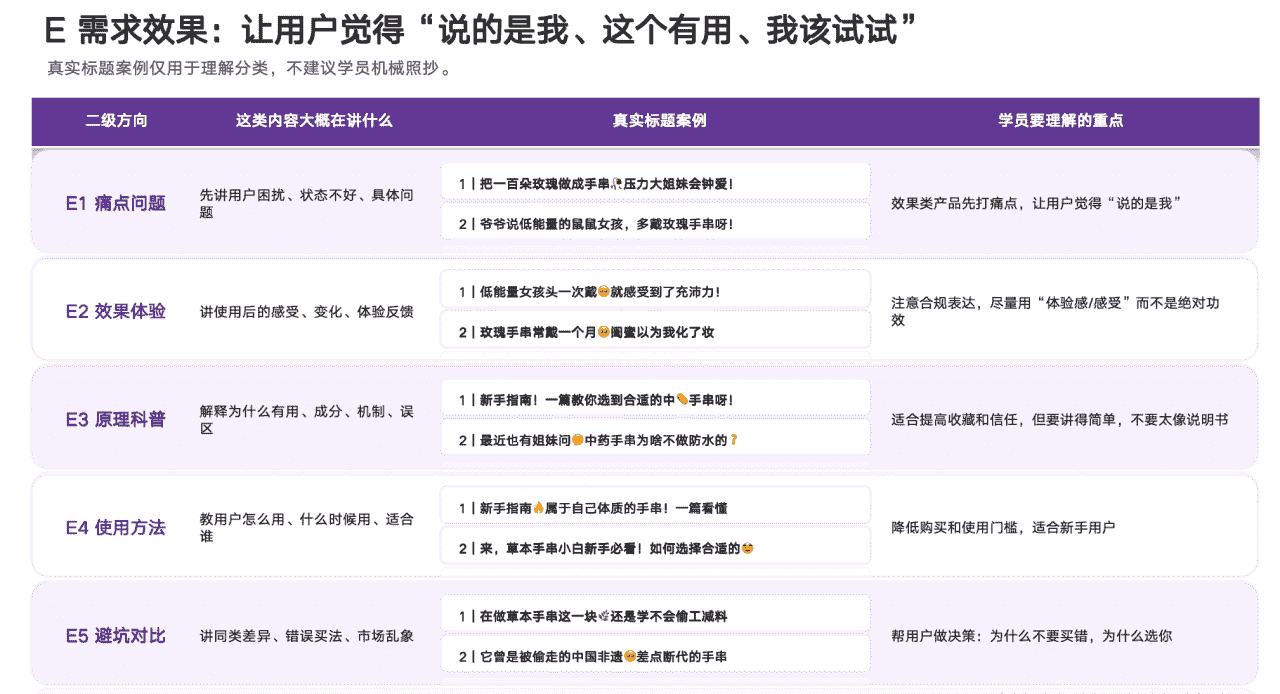 E 需求效果：让用户觉得“说的是我、这个有用、我该试试”
真实标题案例仅用于理解分类，不建议学员机械照抄。
二级方向 这类内容大概在讲什么 真实标题案例 学员要理解的重点
E1 痛点问题
先讲用户困扰、状态不好、具体问
题
1｜把一百朵玫瑰做成手串🥀压力大姐妹会钟爱！
2｜爷爷说低能量的鼠鼠女孩，多戴玫瑰手串呀！
效果类产品先打痛点，让用户觉得“说的是我”
E2 效果体验
讲使用后的感受、变化、体验反馈
1｜低能量女孩头一次戴🥹就感受到了充沛力！
2｜玫瑰手串常戴一个月🥹闺蜜以为我化了妆
注意合规表达，尽量用“体验感/感受”而不是绝对功
效
E3 原理科普
解释为什么有用、成分、机制、误
区
1｜新手指南！一篇教你选到合适的中💊手串呀！
2｜最近也有姐妹问🟠中药手串为啥不做防水的❓
适合提高收藏和信任，但要讲得简单，不要太像说明书
E4 使用方法
教用户怎么用、什么时候用、适合
谁
1｜新手指南🔥属于自己体质的手串！一篇看懂
2｜来，草本手串小白新手必看！如何选择合适的😍
降低购买和使用门槛，适合新手用户
E5 避坑对比
讲同类差异、错误买法、市场乱象
1｜在做草本手串这一块🌿还是学不会偷工减料
2｜它曾是被偷走的中国非遗🥹差点断代的手串
帮用户做决策：为什么不要买错，为什么选你